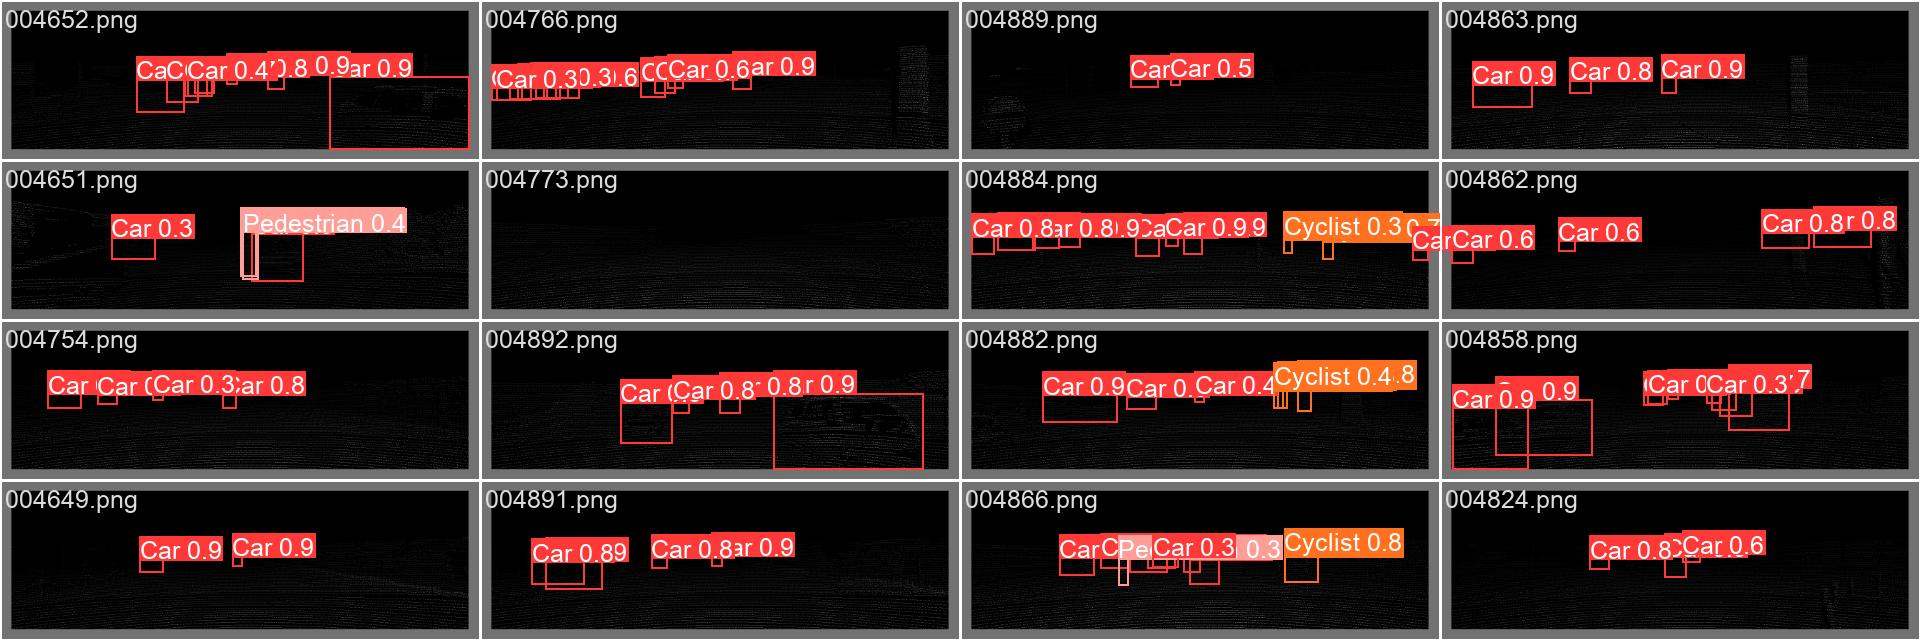 004652.png
Car 0.4
0.8
0.9
ar 0.9
004766.png
Car 0.3
0.3
0.6
Car 0.6
ar 0.9
004889.png
Car
Car 0.5
004863.png
Car 0.9
Car 0.8
Car 0.9
004651.png
Car 0.3
Pedestrian 0.4
004773.png
004884.png
Car 0.8
ar 0.8
0.9
Car 0.9
Cyclist 0.3
004862.png
Car
Car 0.6
Car 0.6
Car 0.8
r 0.8
004754.png
Car
Car
Car 0.3
ar 0.8
004892.png
Car
Car 0.8
0.8
r 0.9
004882.png
Car 0.9
Car 0.
Car 0.4
Cyclist 0.4
.8
004858.png
Car 0.9
0.9
Car 0
Car 0.3
004649.png
Car 0.9
Car 0.9
004891.png
Car 0.89
Car 0.8
ar 0.9
004866.png
Car
Car 0.3
0.3
Cyclist 0.8
004824.png
Car 0.8
Car 0.6